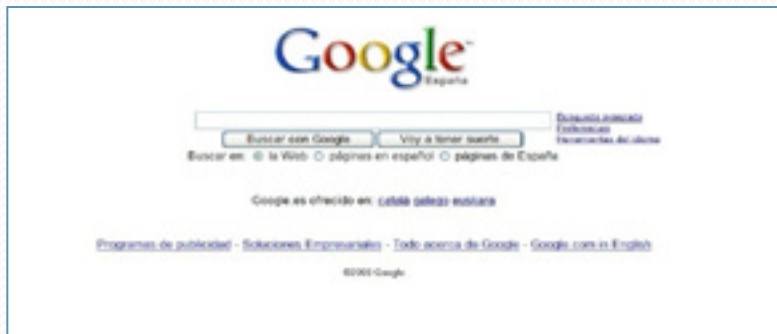 Google
España
Búsqueda avanzada
Preferencias
Herramientas del idioma
Buscar con Google Voy a tener suerte
Buscar en: la Web páginas en español páginas de España
Google.es ofrecido en: català galego euskara
Programas de publicidad - Soluciones Empresariales - Todo acerca de Google - Google.com in English
Google